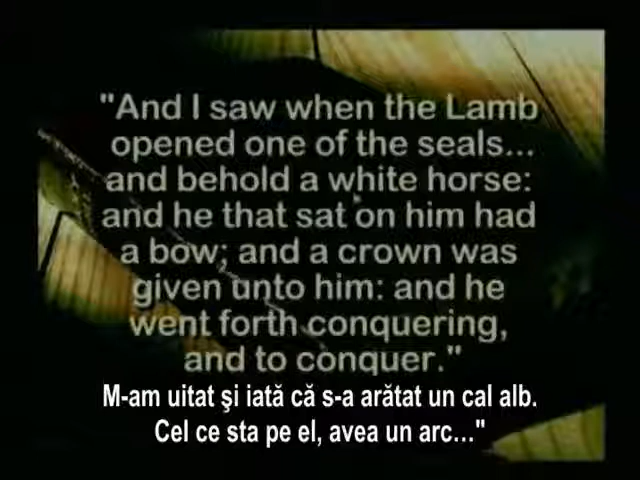 "And I saw when the Lamb
opened one of the seals...
and behold a white horse:
and he that sat on him had
a bow; and a crown was
given unto him: and he
went forth conquering,
and to conquer."
M-am uitat şi iată că s-a arătat un cal alb.
Cel ce sta pe el, avea un arc..."